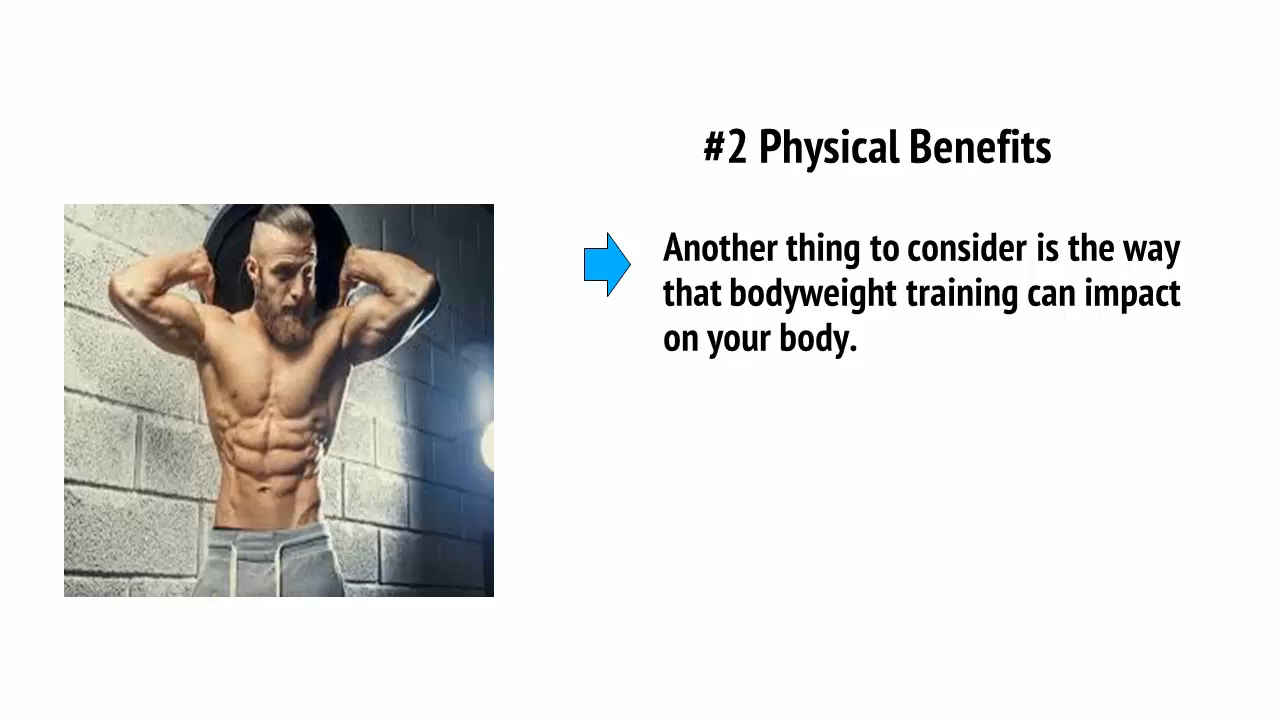 #2 Physical Benefits
Another thing to consider is the way
that bodyweight training can impact
on your body.